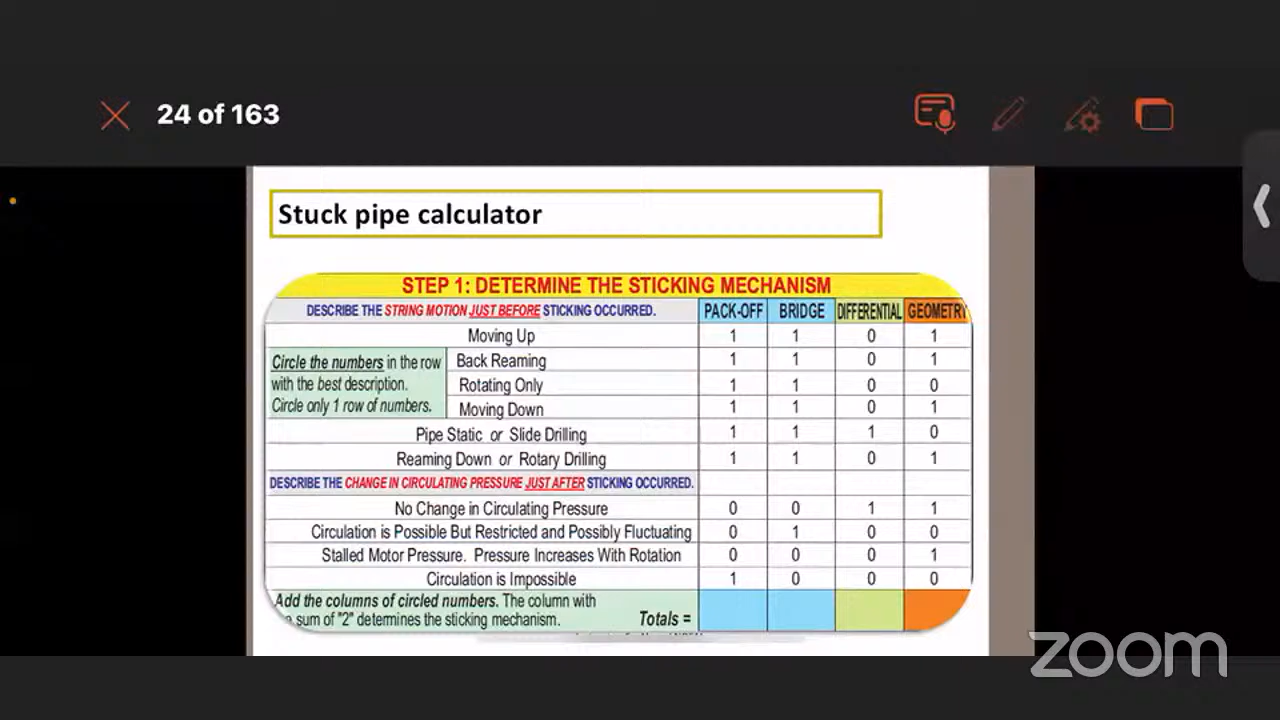 24 of 163
Stuck pipe calculator
STEP 1: DETERMINE THE STICKING MECHANISM
DESCRIBE THE STRING MOTION JUST BEFORE STICKING OCCURRED. PACK-OFF BRIDGE DIFFERENTIAL GEOMETRY
Moving Up 1 1 0 1
Circle the numbers in the row
with the best description.
Circle only 1 row of numbers.
Back Reaming 1 1 0 1
Rotating Only 1 1 0 0
Moving Down 1 1 0 1
Pipe Static or Slide Drilling 1 1 1 0
Reaming Down or Rotary Drilling 1 1 0 1
DESCRIBE THE CHANGE IN CIRCULATING PRESSURE JUST AFTER STICKING OCCURRED.
No Change in Circulating Pressure 0 0 1 1
Circulation is Possible But Restricted and Possibly Fluctuating 0 1 0 0
Stalled Motor Pressure. Pressure Increases With Rotation 0 0 0 1
Circulation is Impossible 1 0 0 0
Add the columns of circled numbers. The column with
sum of "2" determines the sticking mechanism. Totals =
zoom